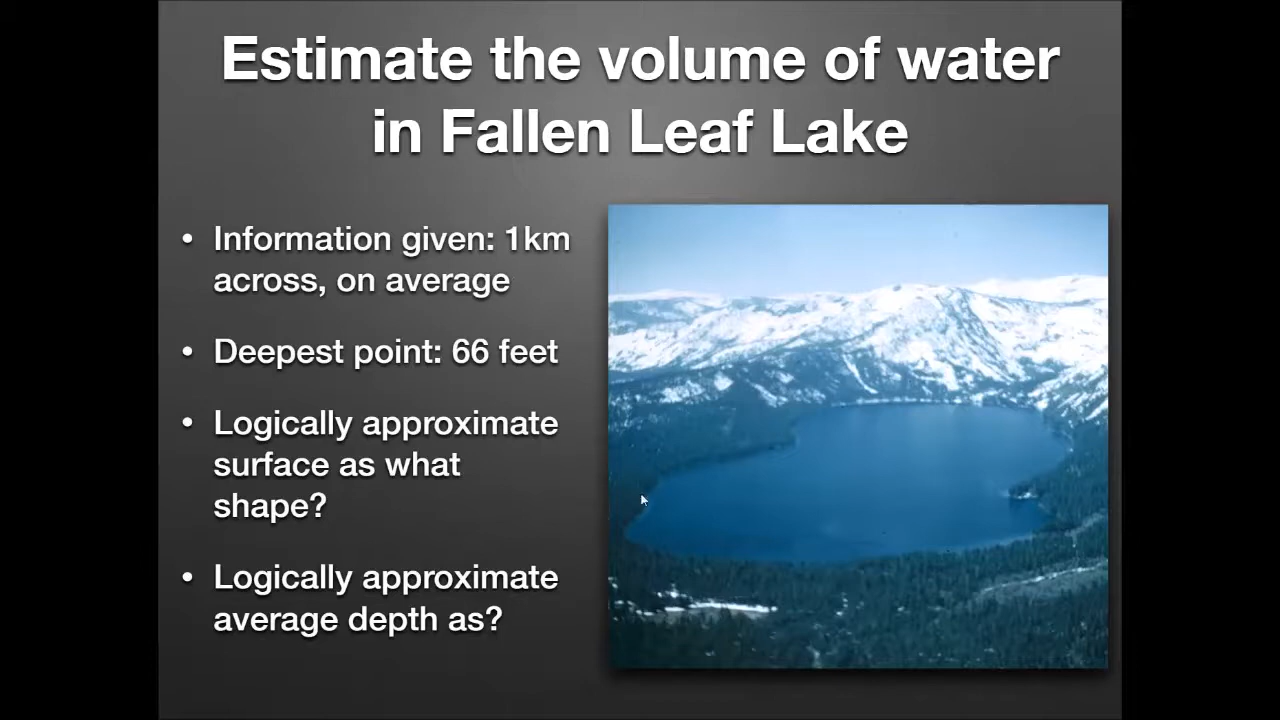 Estimate the volume of water
in Fallen Leaf Lake
• Information given: 1km
across, on average
• Deepest point: 66 feet
• Logically approximate
surface as what
shape?
• Logically approximate
average depth as?